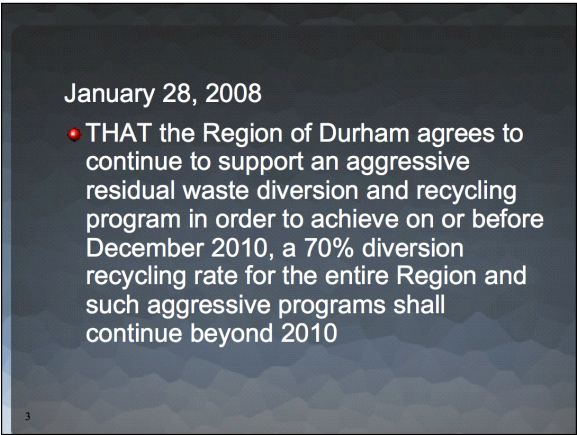 January 28, 2008
THAT the Region of Durham agrees to
continue to support an aggressive
residual waste diversion and recycling
program in order to achieve on or before
December 2010, a 70% diversion
recycling rate for the entire Region and
such aggressive programs shall
continue beyond 2010
3